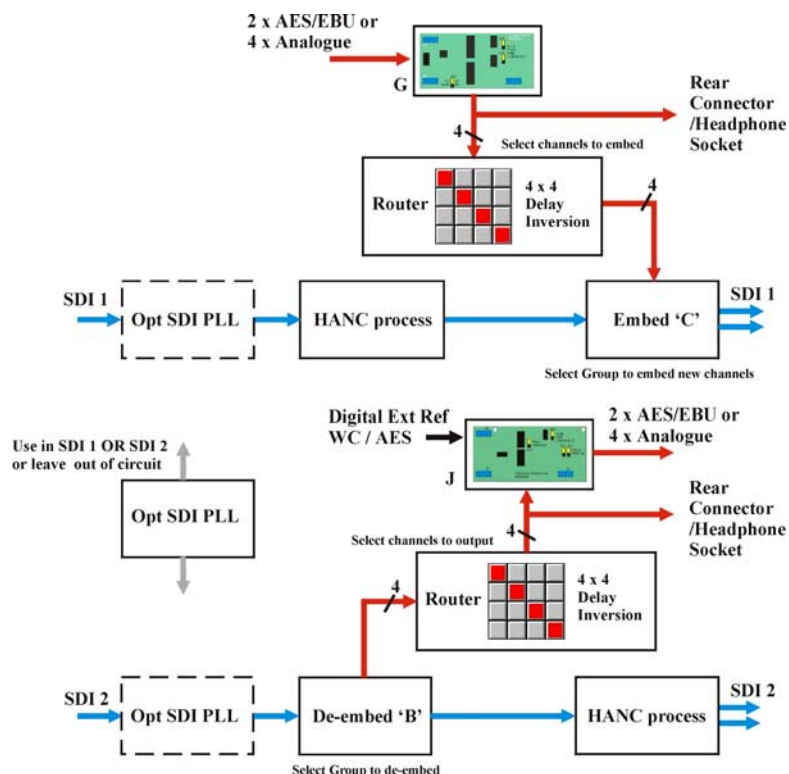 2 x AES/EBU or
4 x Analogue
G
Rear
Connector
/Headphone
Socket
4
Select channels to embed
Router
4 x 4
Delay
Inversion
4
SDI 1
Opt SDI PLL
HANC process
Embed ‘C’
SDI 1
Select Group to embed new channels
Digital Ext Ref
WC / AES
J
2 x AES/EBU or
4 x Analogue
Use in SDI 1 OR SDI 2
or leave out of circuit
Opt SDI PLL
Rear
Connector
/Headphone
Socket
4
Select channels to output
Router
4 x 4
Delay
Inversion
4
SDI 2
Opt SDI PLL
De-embed ‘B’
HANC process
SDI 2
Select Group to de-embed